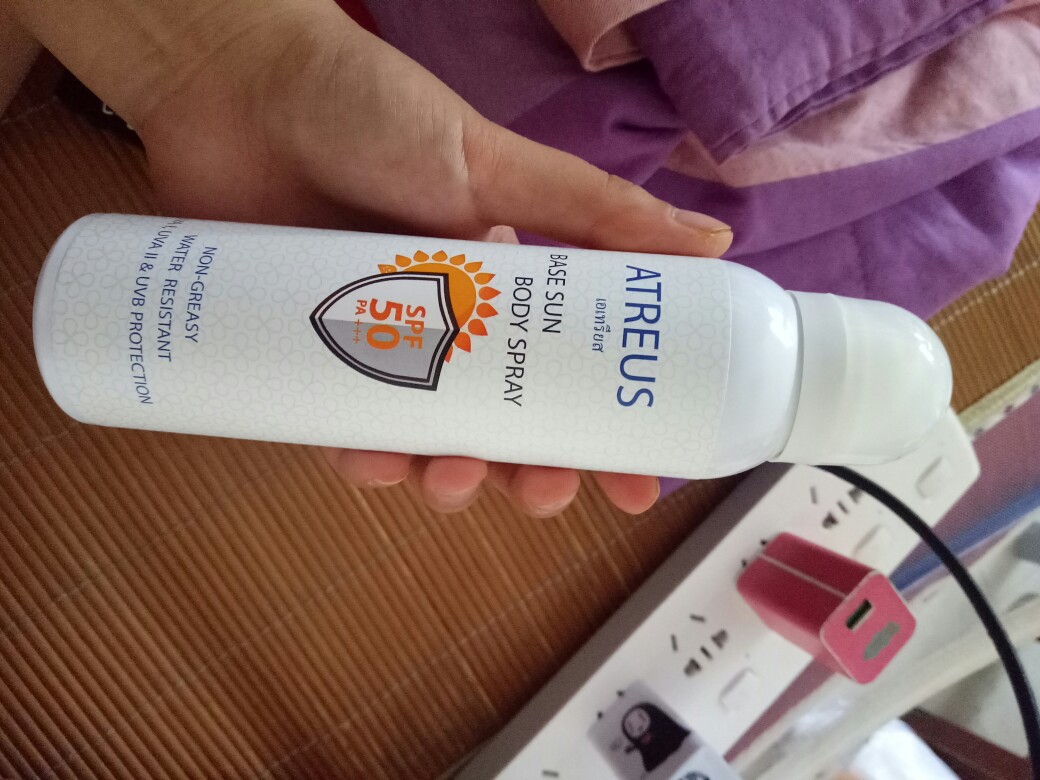 ATREUS
เอเทรียส
BASE SUN
BODY SPRAY
SPF
50
PA +++
NON-GREASY
WATER RESISTANT
UVA II & UVB PROTECTION